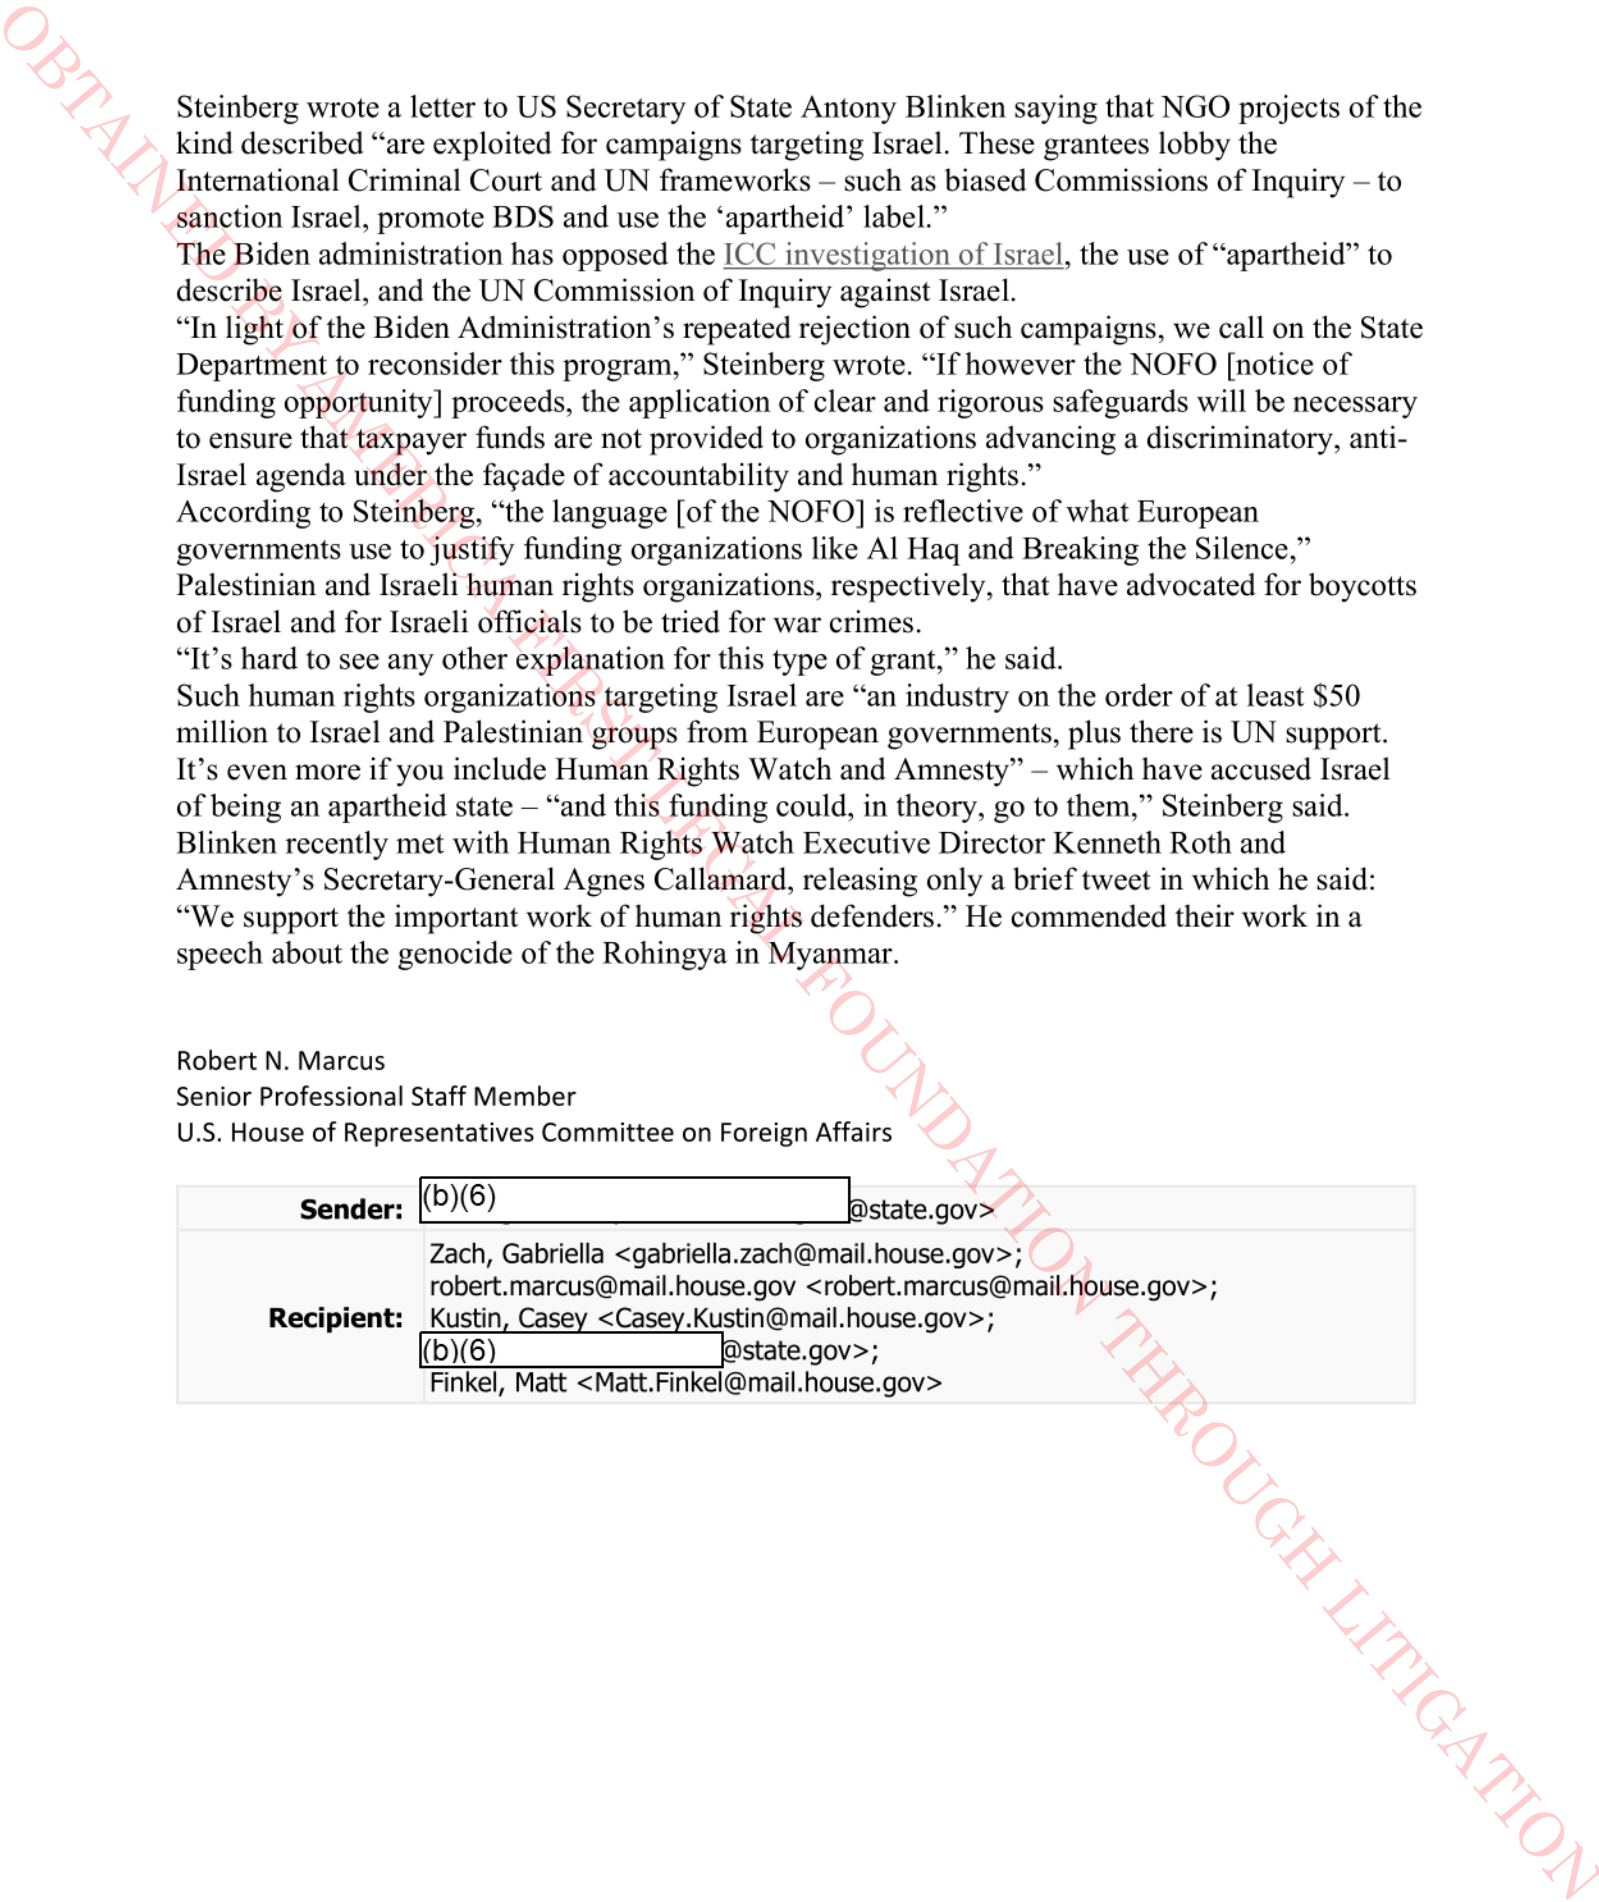 Steinberg wrote a letter to US Secretary of State Antony Blinken saying that NGO projects of the
kind described “are exploited for campaigns targeting Israel. These grantees lobby the
International Criminal Court and UN frameworks – such as biased Commissions of Inquiry – to
sanction Israel, promote BDS and use the ‘apartheid’ label.”
The Biden administration has opposed the ICC investigation of Israel, the use of “apartheid” to
describe Israel, and the UN Commission of Inquiry against Israel.
“In light of the Biden Administration’s repeated rejection of such campaigns, we call on the State
Department to reconsider this program,” Steinberg wrote. “If however the NOFO [notice of
funding opportunity] proceeds, the application of clear and rigorous safeguards will be necessary
to ensure that taxpayer funds are not provided to organizations advancing a discriminatory, anti-
Israel agenda under the façade of accountability and human rights.”
According to Steinberg, “the language [of the NOFO] is reflective of what European
governments use to justify funding organizations like Al Haq and Breaking the Silence,”
Palestinian and Israeli human rights organizations, respectively, that have advocated for boycotts
of Israel and for Israeli officials to be tried for war crimes.
“It’s hard to see any other explanation for this type of grant,” he said.
Such human rights organizations targeting Israel are “an industry on the order of at least $50
million to Israel and Palestinian groups from European governments, plus there is UN support.
It’s even more if you include Human Rights Watch and Amnesty” – which have accused Israel
of being an apartheid state – “and this funding could, in theory, go to them,” Steinberg said.
Blinken recently met with Human Rights Watch Executive Director Kenneth Roth and
Amnesty’s Secretary-General Agnes Callamard, releasing only a brief tweet in which he said:
“We support the important work of human rights defenders.” He commended their work in a
speech about the genocide of the Rohingya in Myanmar.
Robert N. Marcus
Senior Professional Staff Member
U.S. House of Representatives Committee on Foreign Affairs
Sender: (b)(6) @state.gov>
Zach, Gabriella <gabriella.zach@mail.house.gov>;
robert.marcus@mail.house.gov <robert.marcus@mail.house.gov>;
Recipient: Kustin, Casey <Casey.Kustin@mail.house.gov>;
(b)(6) @state.gov>;
Finkel, Matt <Matt.Finkel@mail.house.gov>
OBTAINED BY AMERICA FIRST LEGAL FOUNDATION THROUGH LITIGATION